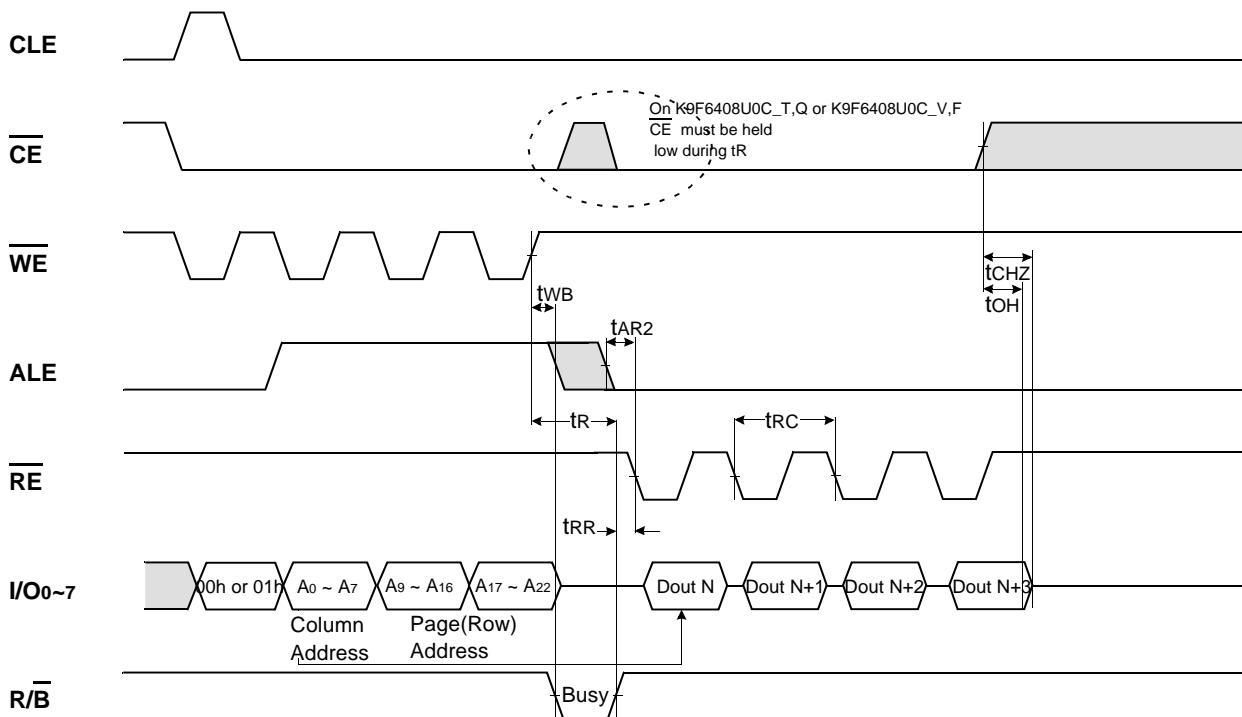 CLE
On K9F6408U0C_T,Q or K9F6408U0C_V,F
CE must be held
low during tR
CE
WE
tCHZ
tOH
tWB
tAR2
ALE
tR
tRC
RE
tRR
I/O0~7
00h or 01h
A0 ~ A7
A9 ~ A16
A17 ~ A22
Dout N
Dout N+1
Dout N+2
Dout N+3
Column
Address
Page(Row)
Address
R/B
Busy